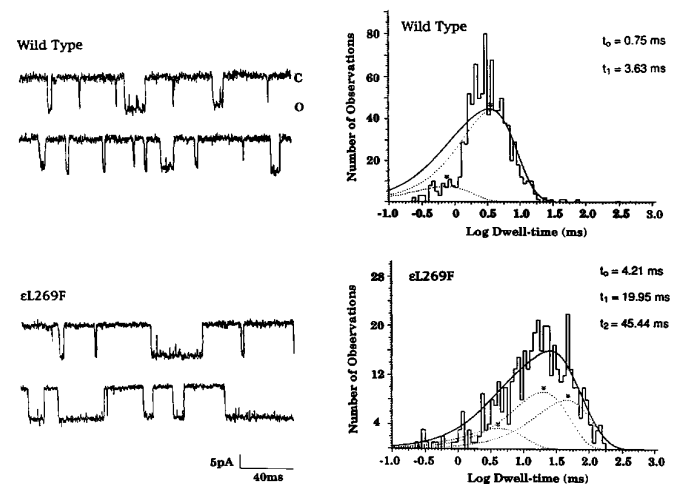 Wild Type
C
O
Wild Type
t₀ = 0.75 ms
t₁ = 3.63 ms
Number of Observations
80
60
40
20
-1.0 -0.5 0 0.5 1.0 1.5 2.0 2.5 3.0
Log Dwell-time (ms)
εL269F
5pA
40ms
εL269F
t₀ = 4.21 ms
t₁ = 19.95 ms
t₂ = 45.44 ms
Number of Observations
28
20
12
4
-1.0 -0.5 0 0.5 1.0 1.5 2.0 2.5 3.0
Log Dwell-time (ms)